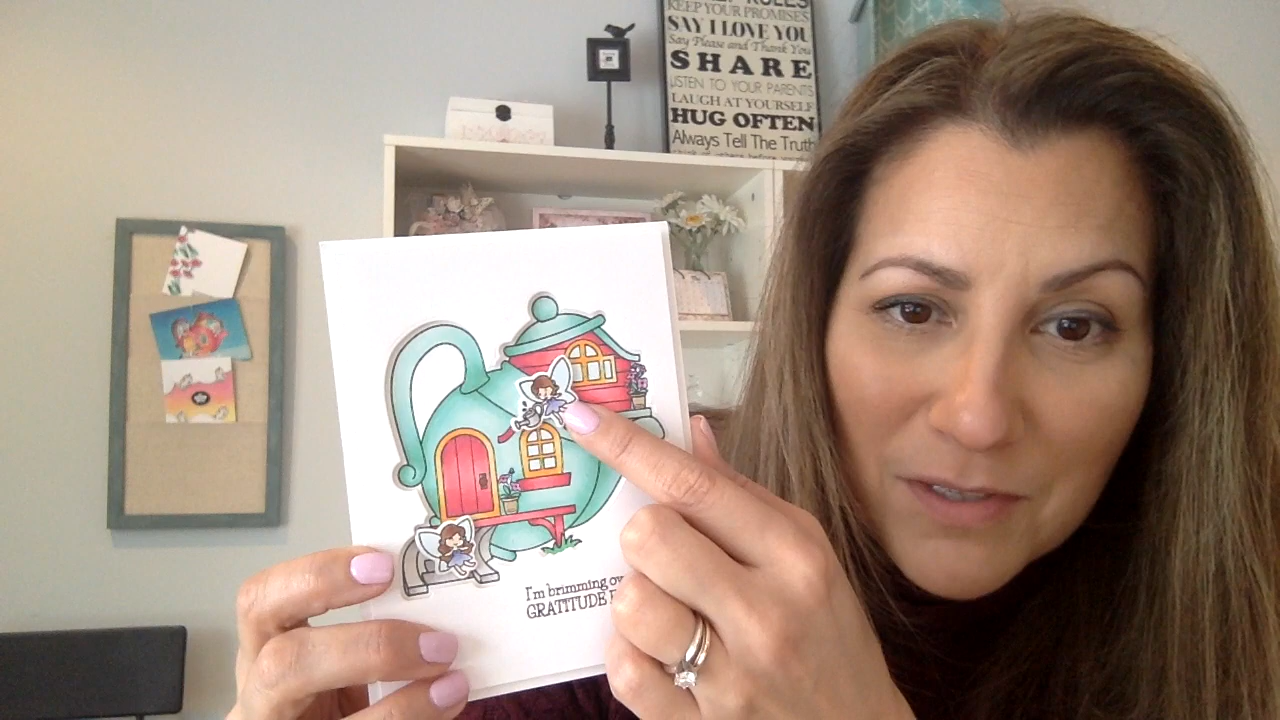 RULES
KEEP YOUR PROMISES
SAY I LOVE YOU
Say Please and Thank You
SHARE
LISTEN TO YOUR PARENTS
LAUGH AT YOURSELF
HUG OFTEN
Always Tell The Truth
I'm brimming
GRATITUDE